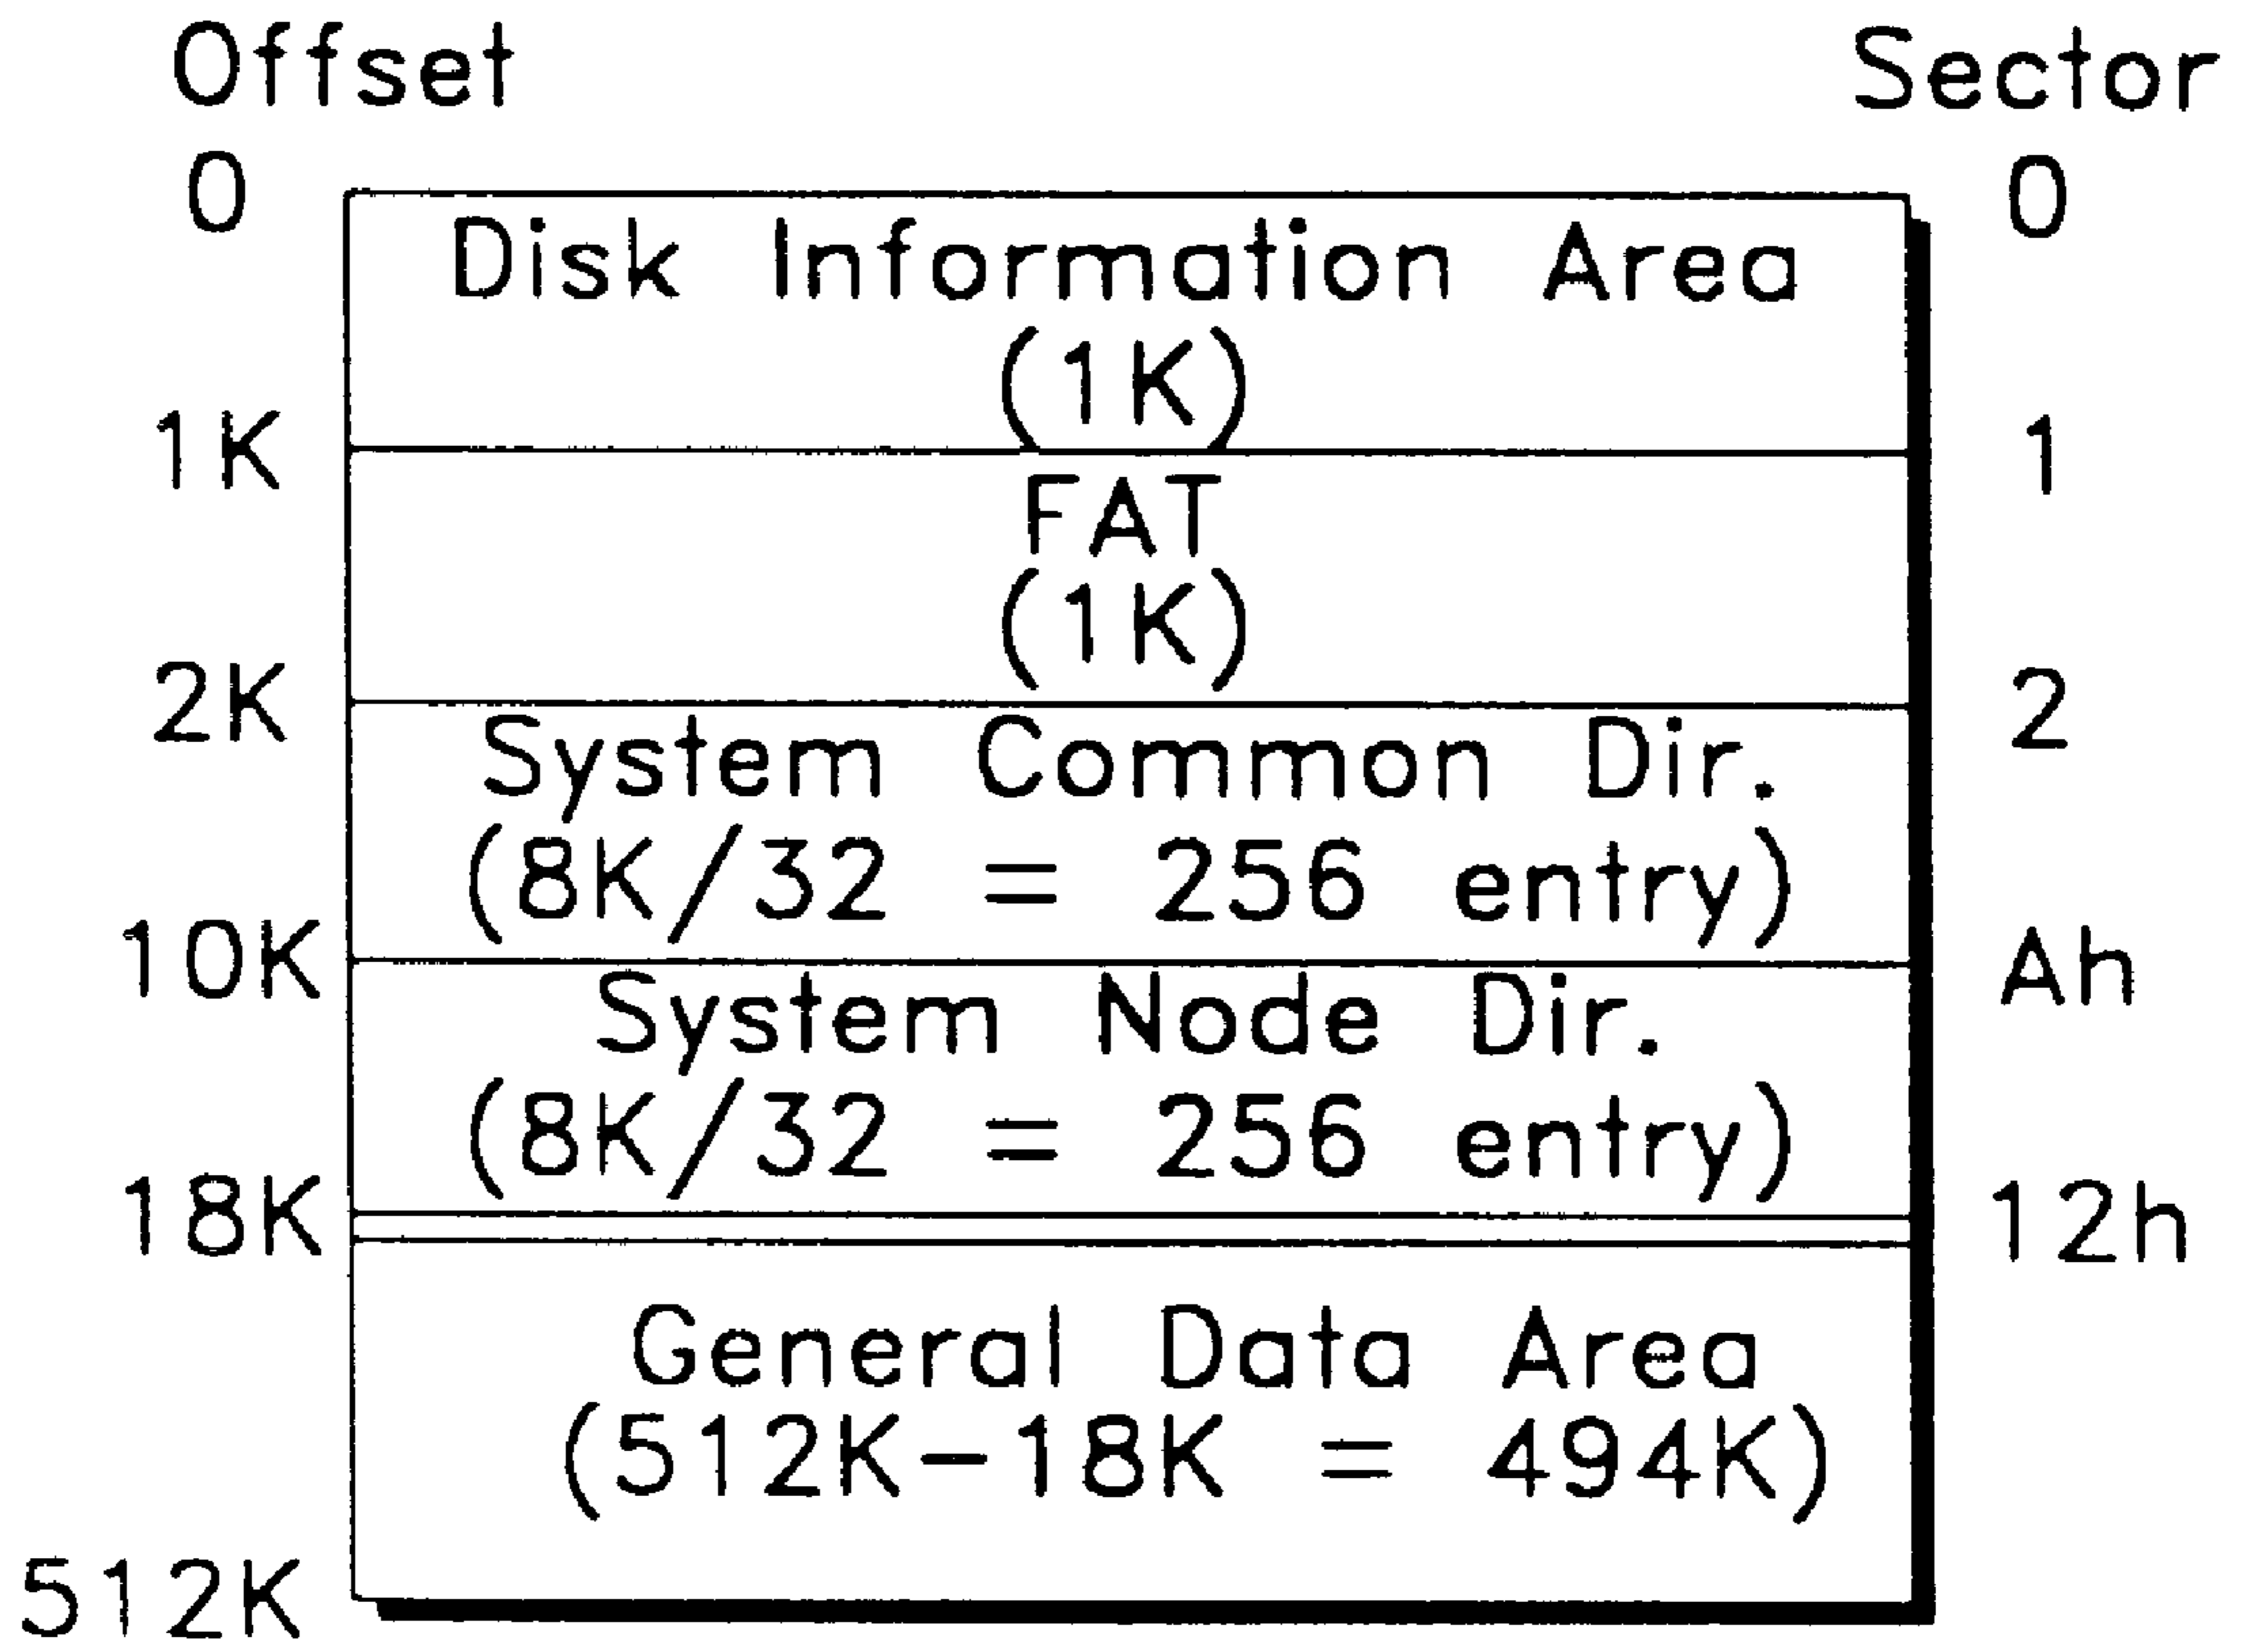 Offset Sector
0 0
Disk Information Area
(1K)
1K 1
FAT
(1K)
2K 2
System Common Dir.
(8K/32 = 256 entry)
10K Ah
System Node Dir.
(8K/32 = 256 entry)
18K 12h
General Data Area
(512K-18K = 494K)
512K